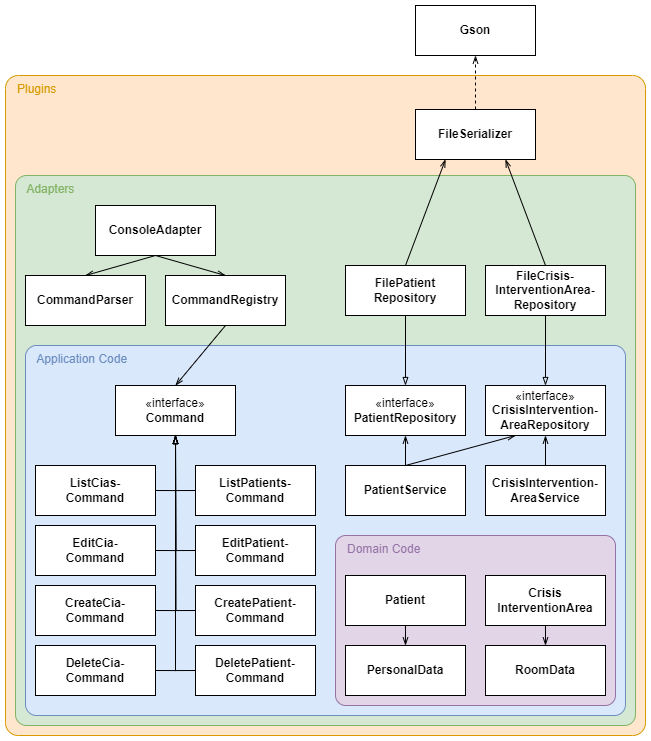 Gson
Plugins
FileSerializer
Adapters
ConsoleAdapter
CommandParser
CommandRegistry
FilePatient
Repository
FileCrisis-
InterventionArea-
Repository
Application Code
«interface»
Command
«interface»
PatientRepository
«interface»
CrisisIntervention-
AreaRepository
ListCias-
Command
ListPatients-
Command
PatientService
CrisisIntervention-
AreaService
EditCia-
Command
EditPatient-
Command
Domain Code
CreateCia-
Command
CreatePatient-
Command
Patient
Crisis
InterventionArea
DeleteCia-
Command
DeletePatient-
Command
PersonalData
RoomData